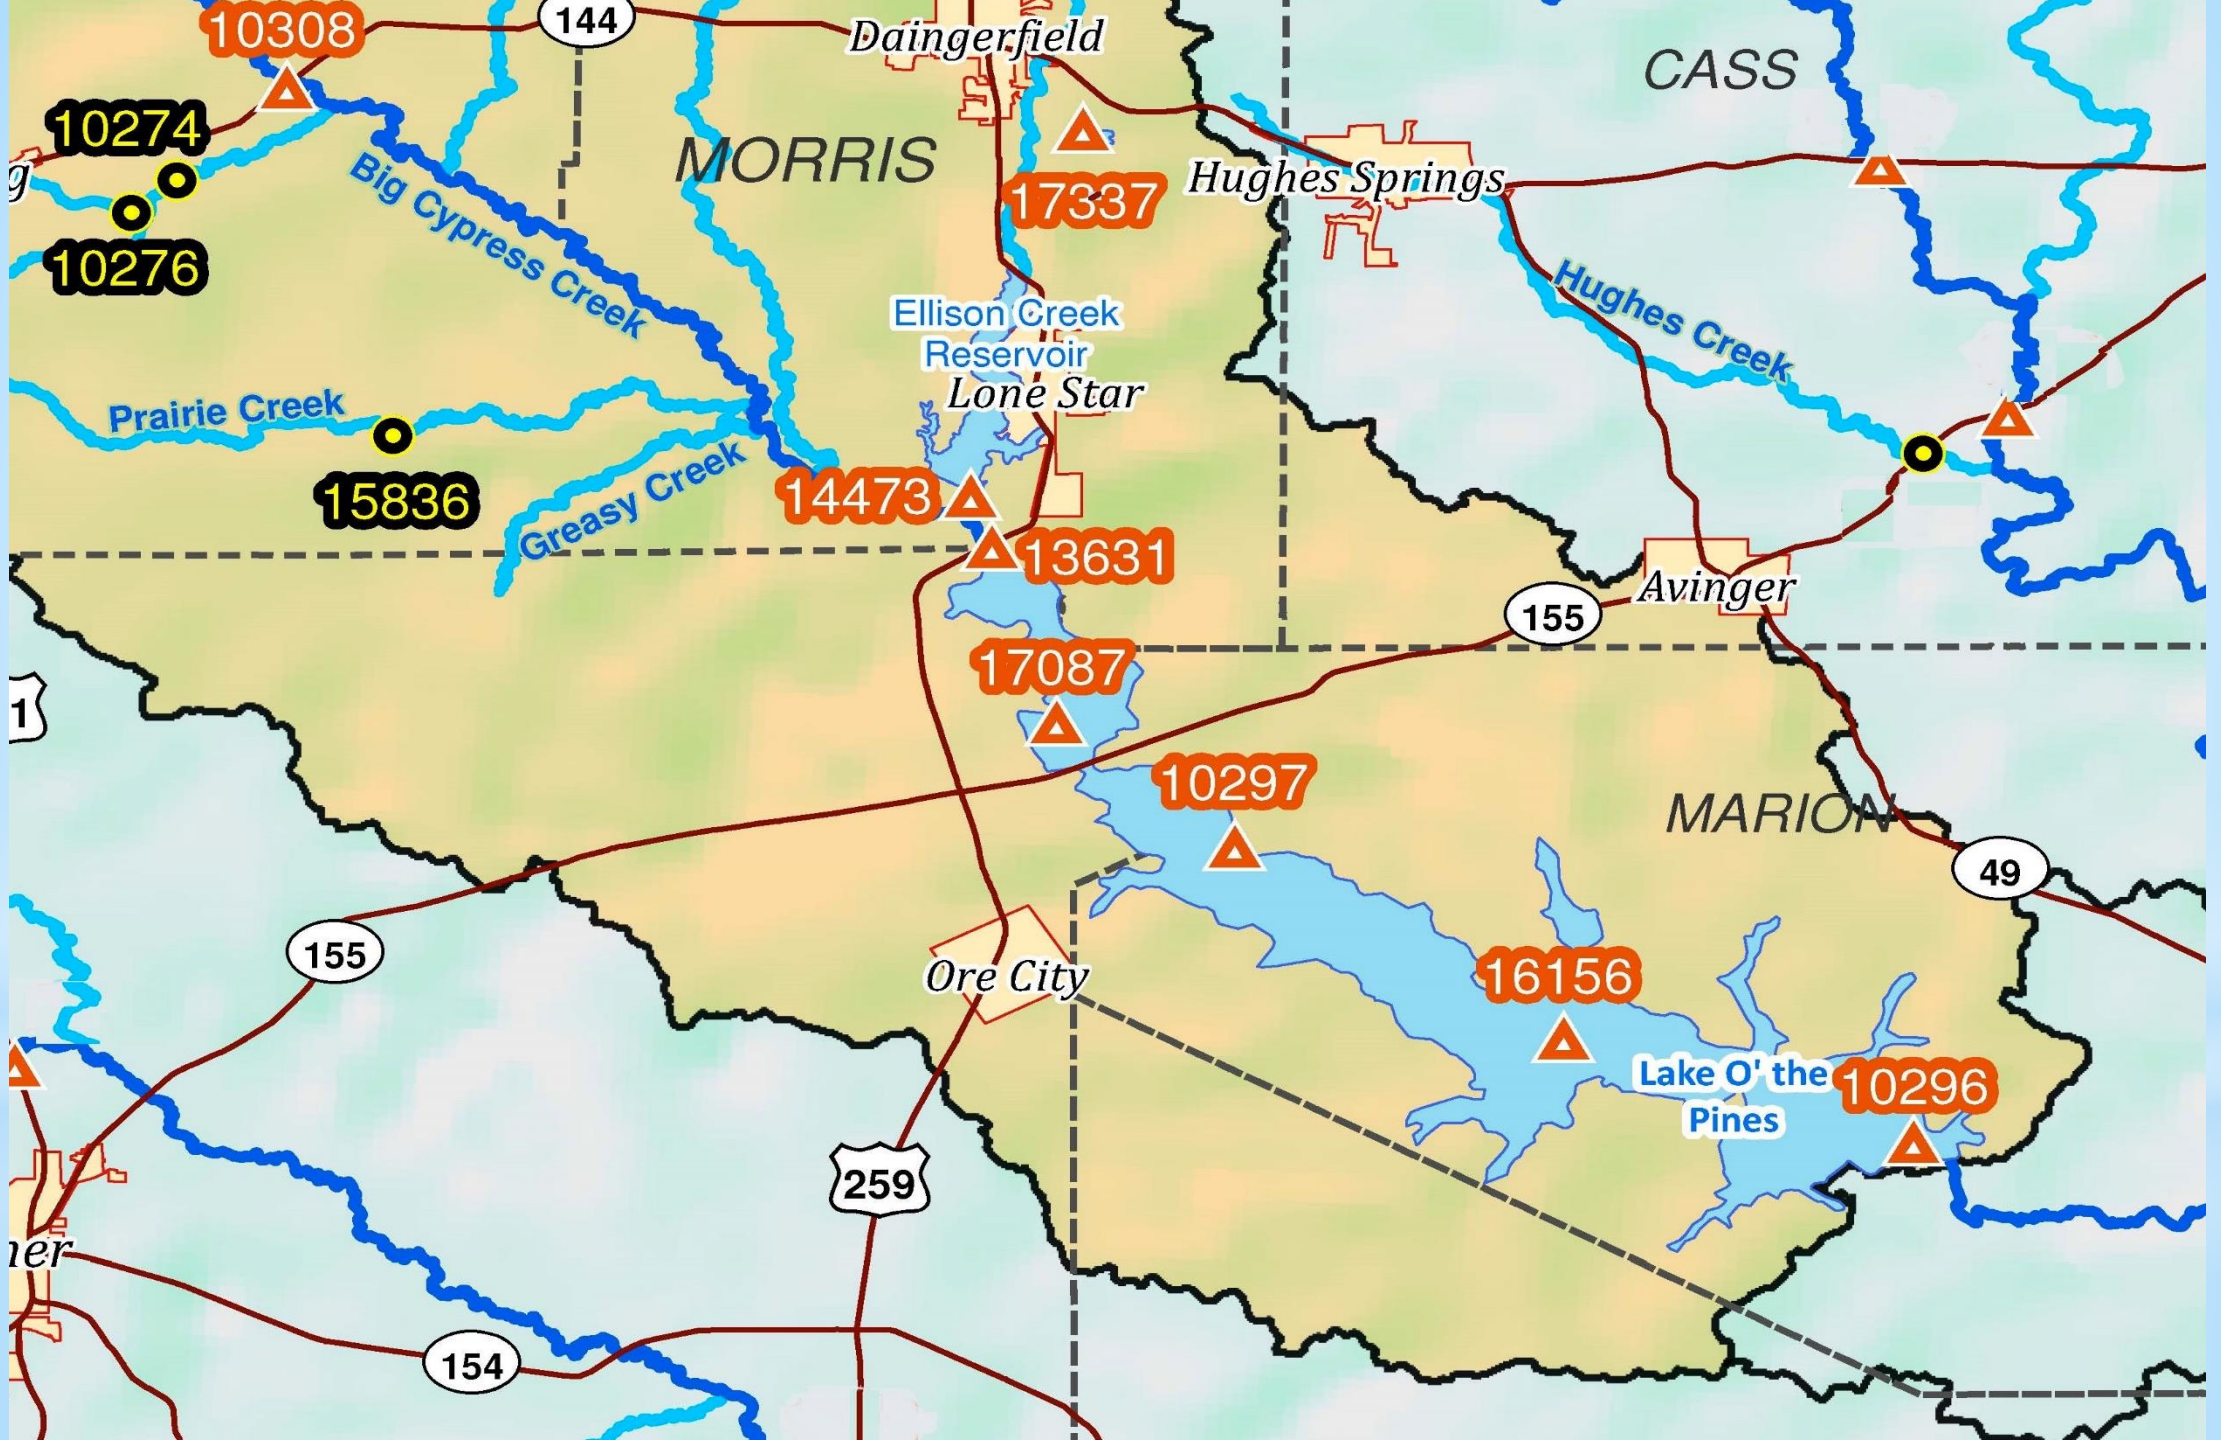 10308
144
Daingerfield
CASS
10274
MORRIS
g
Hughes Springs
17337
Big Cypress Creek
10276
Hughes Creek
Ellison Creek
Reservoir
Lone Star
Prairie Creek
15836
Greasy Creek
14473
13631
Avinger
155
17087
1
10297
MARION
49
155
Ore City
16156
Lake O' the
Pines
10296
259
ner
154